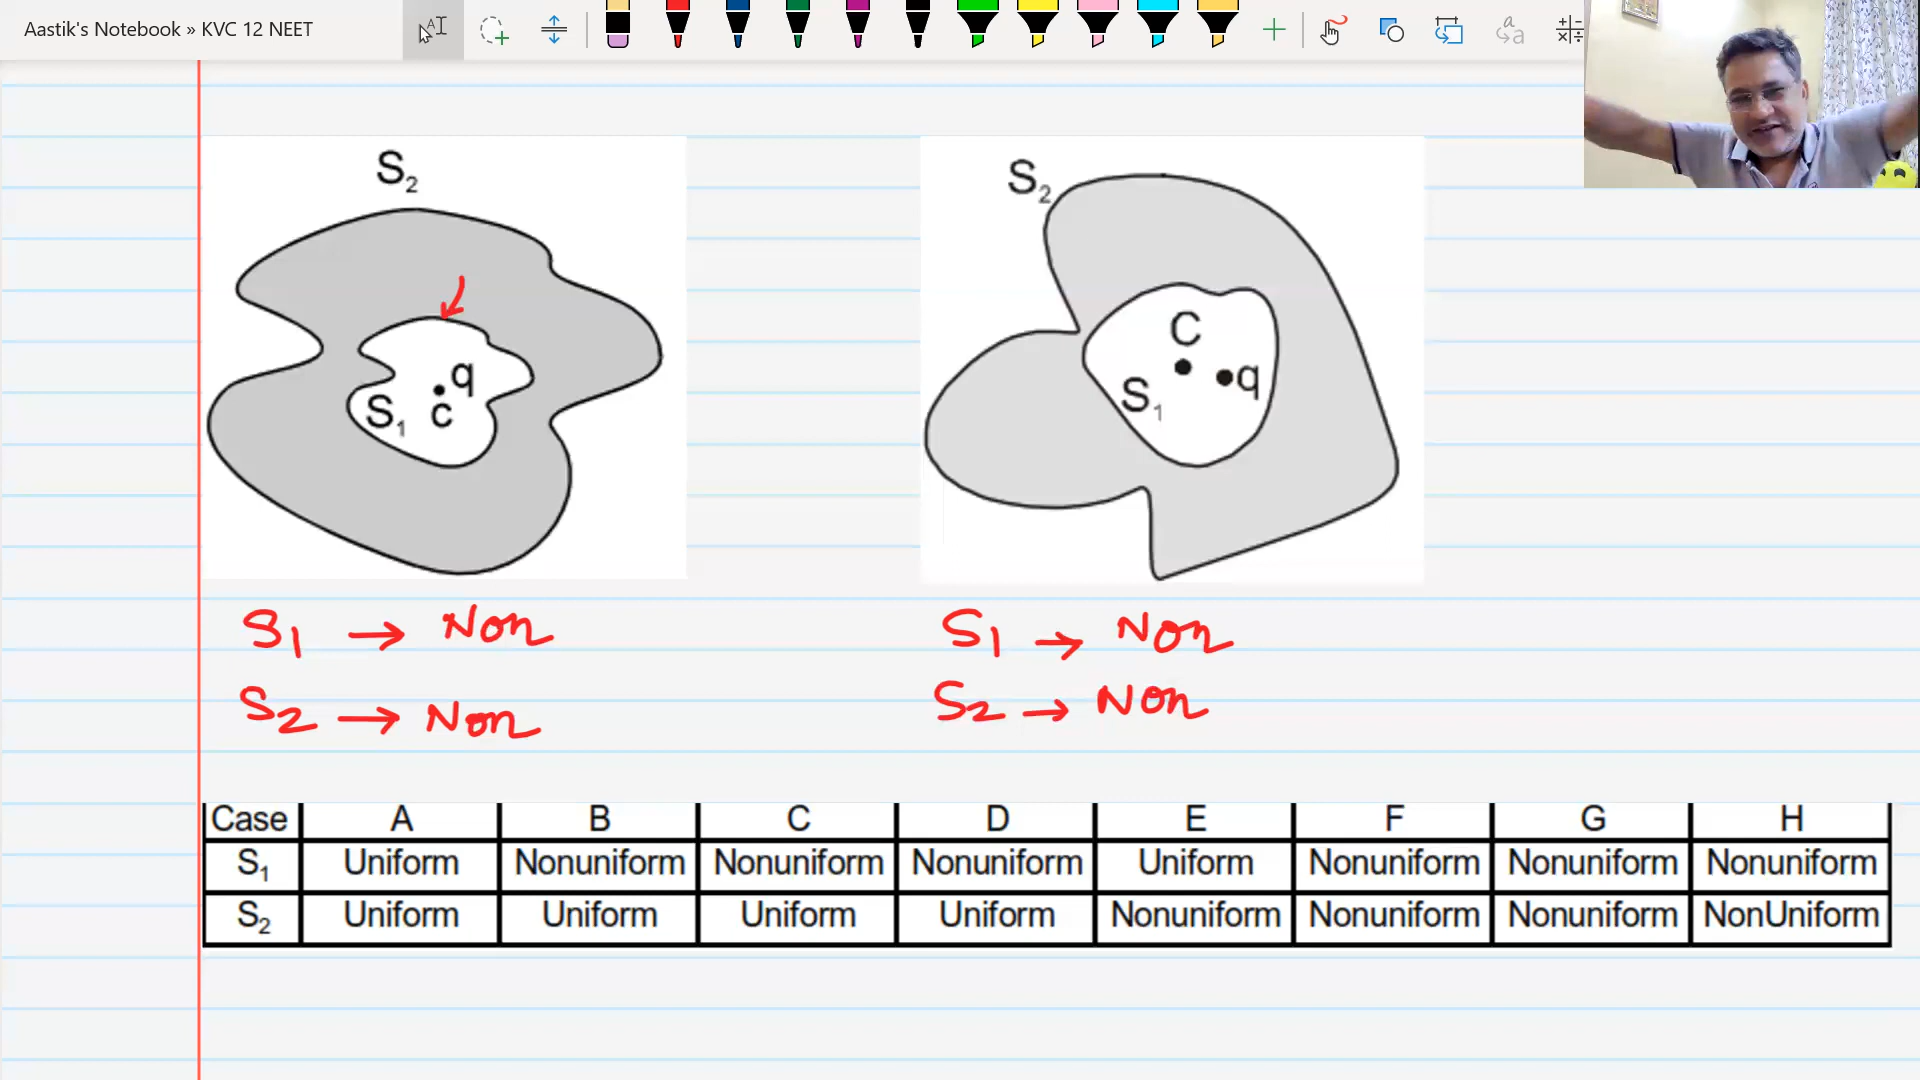 Aastik's Notebook » KVC 12 NEET
S₂
q
S₁ c
S₂
C
q
S₁
S₁ → Non
S₂ → Non
S₁ → Non
S₂ → Non
Case A B C D E F G H
S₁ Uniform Nonuniform Nonuniform Nonuniform Uniform Nonuniform Nonuniform Nonuniform
S₂ Uniform Uniform Uniform Uniform Nonuniform Nonuniform Nonuniform NonUniform